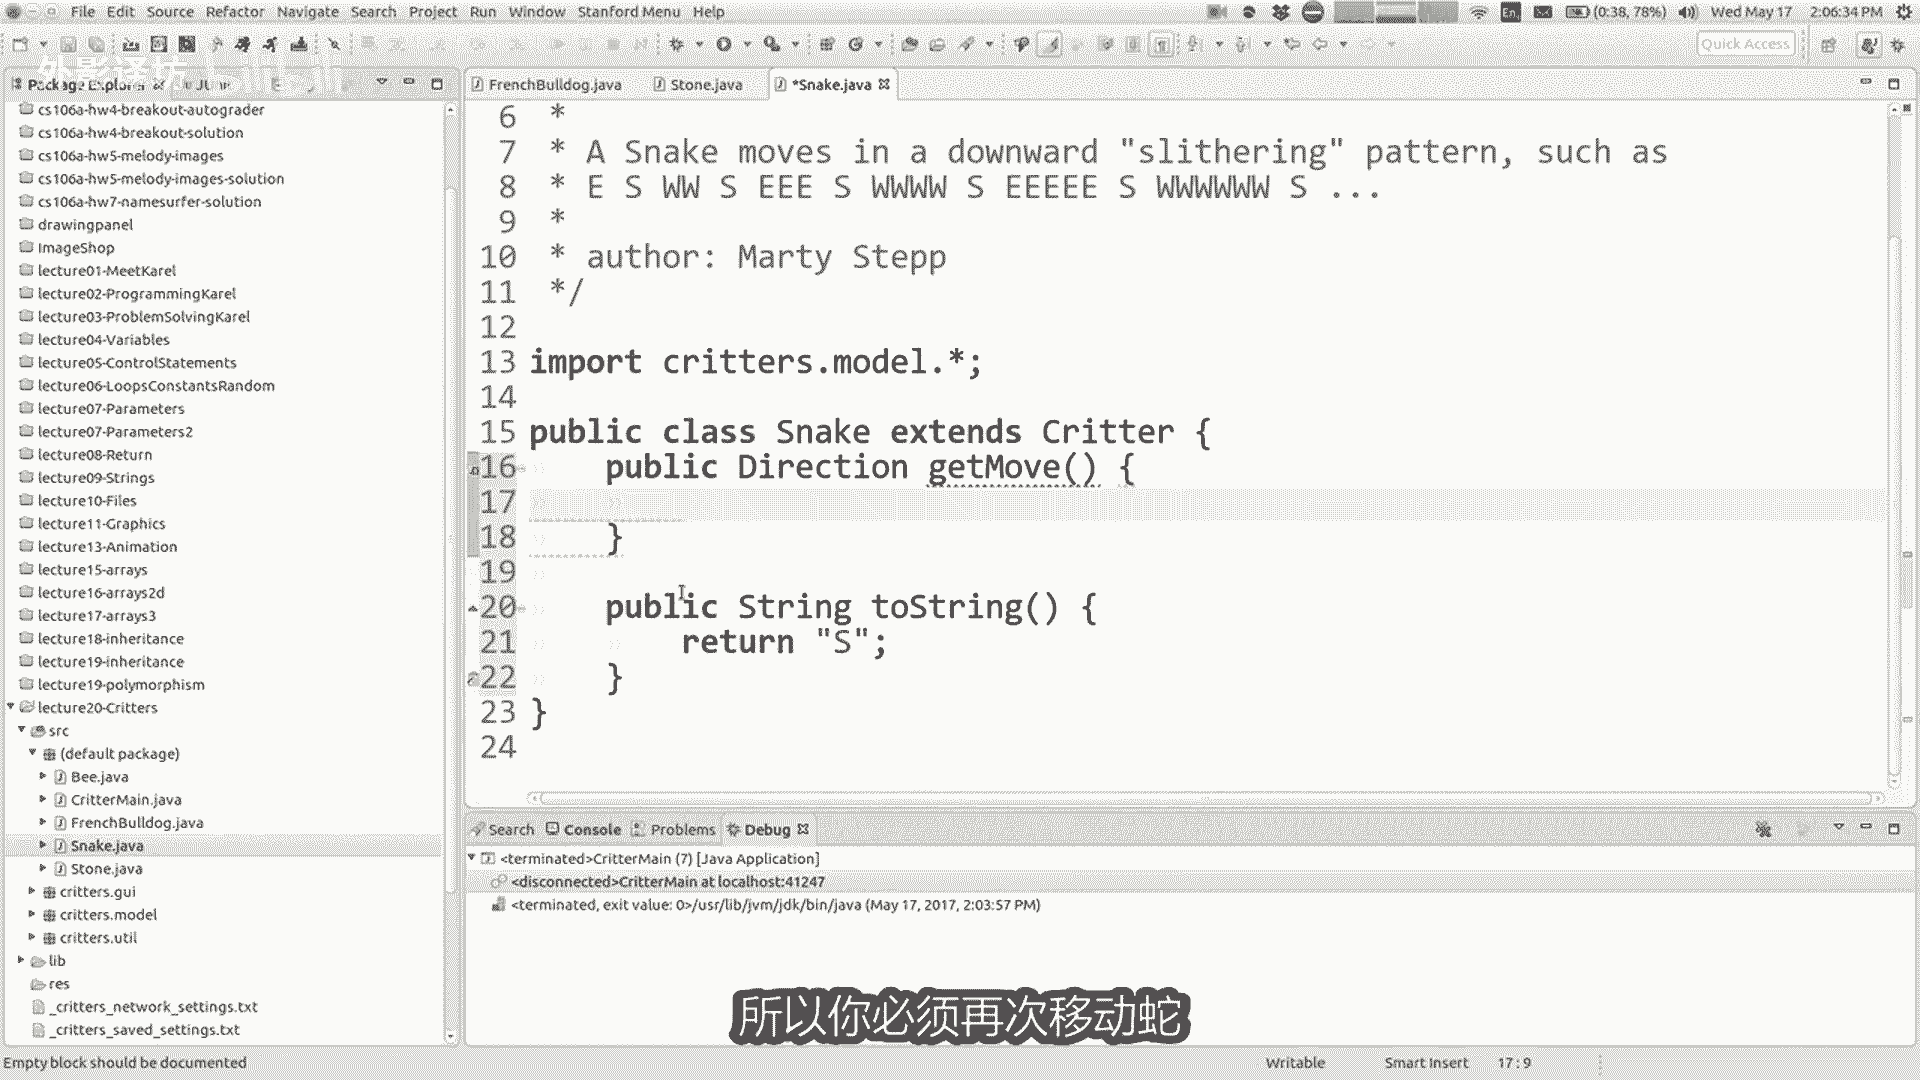 File Edit Source Refactor Navigate Search Project Run Window Stanford Menu Help
En (0:38, 78%) Wed May 17 2:06:34 PM
Quick Access
Package Explorer
FrenchBulldog.java Stone.java *Snake.java
cs106a-hw4-breakout-autograder
cs106a-hw4-breakout-solution
cs106a-hw5-melody-images
cs106a-hw5-melody-images-solution
cs106a-hw7-namesurfer-solution
drawingpanel
ImageShop
lecture01-MeetKarel
lecture02-ProgrammingKarel
lecture03-ProblemSolvingKarel
lecture04-Variables
lecture05-ControlStatements
lecture06-LoopsConstantsRandom
lecture07-Parameters
lecture07-Parameters2
lecture08-Return
lecture09-Strings
lecture10-Files
lecture11-Graphics
lecture13-Animation
lecture15-arrays
lecture16-arrays2d
lecture17-arrays3
lecture18-inheritance
lecture19-inheritance
lecture19-polymorphism
lecture20-Critters
src
(default package)
Bee.java
CritterMain.java
FrenchBulldog.java
Snake.java
Stone.java
critters.gui
critters.model
critters.util
lib
res
_critters_network_settings.txt
_critters_saved_settings.txt
6 *
7 * A Snake moves in a downward "slithering" pattern, such as
8 * E S WW S EEE S WWWW S EEEEE S WWWWWW S ...
9 *
10 * author: Marty Stepp
11 */
12
13 import critters.model.*;
14
15 public class Snake extends Critter {
16 public Direction getMove() {
17
18 }
19
20 public String toString() {
21 return "S";
22 }
23 }
24
Search Console Problems Debug
<terminated>CritterMain (7) [Java Application]
<disconnected>CritterMain at localhost:41247
<terminated, exit value: 0>/usr/lib/jvm/jdk/bin/java (May 17, 2017, 2:03:57 PM)
所以你必须再次移动蛇
Empty block should be documented Writable Smart Insert 17 : 9